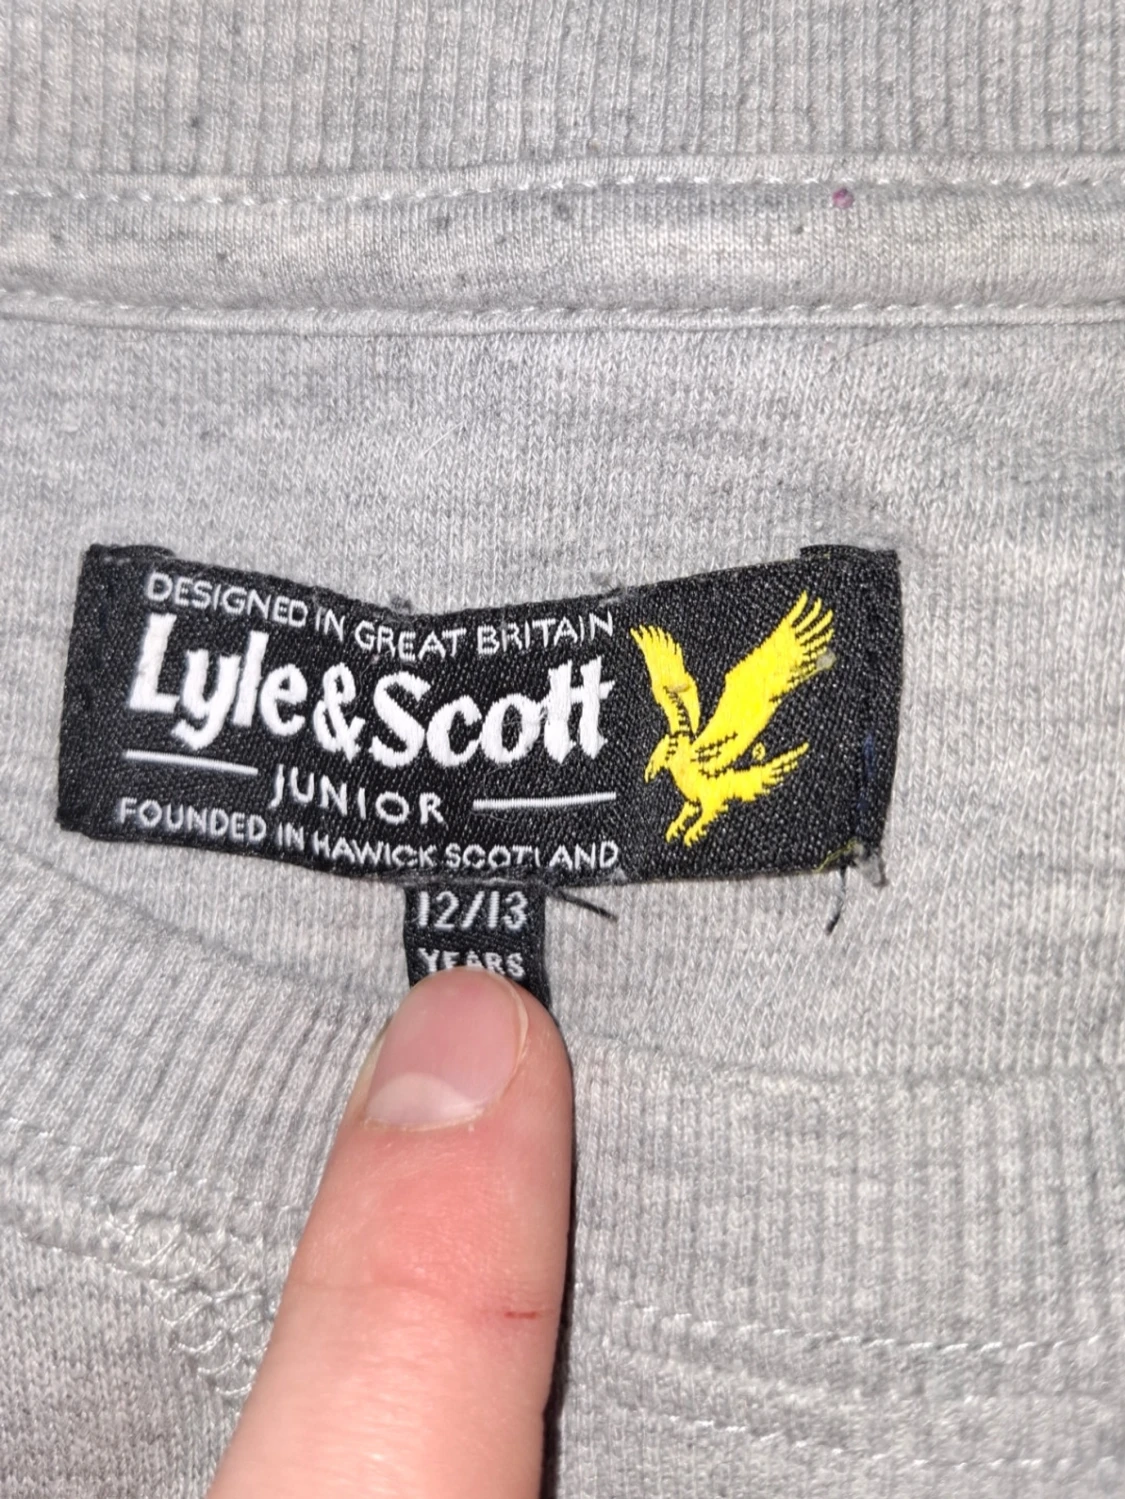 DESIGNED IN GREAT BRITAIN
Lyle&Scott
JUNIOR
FOUNDED IN HAWICK SCOTLAND
12/13
YEARS